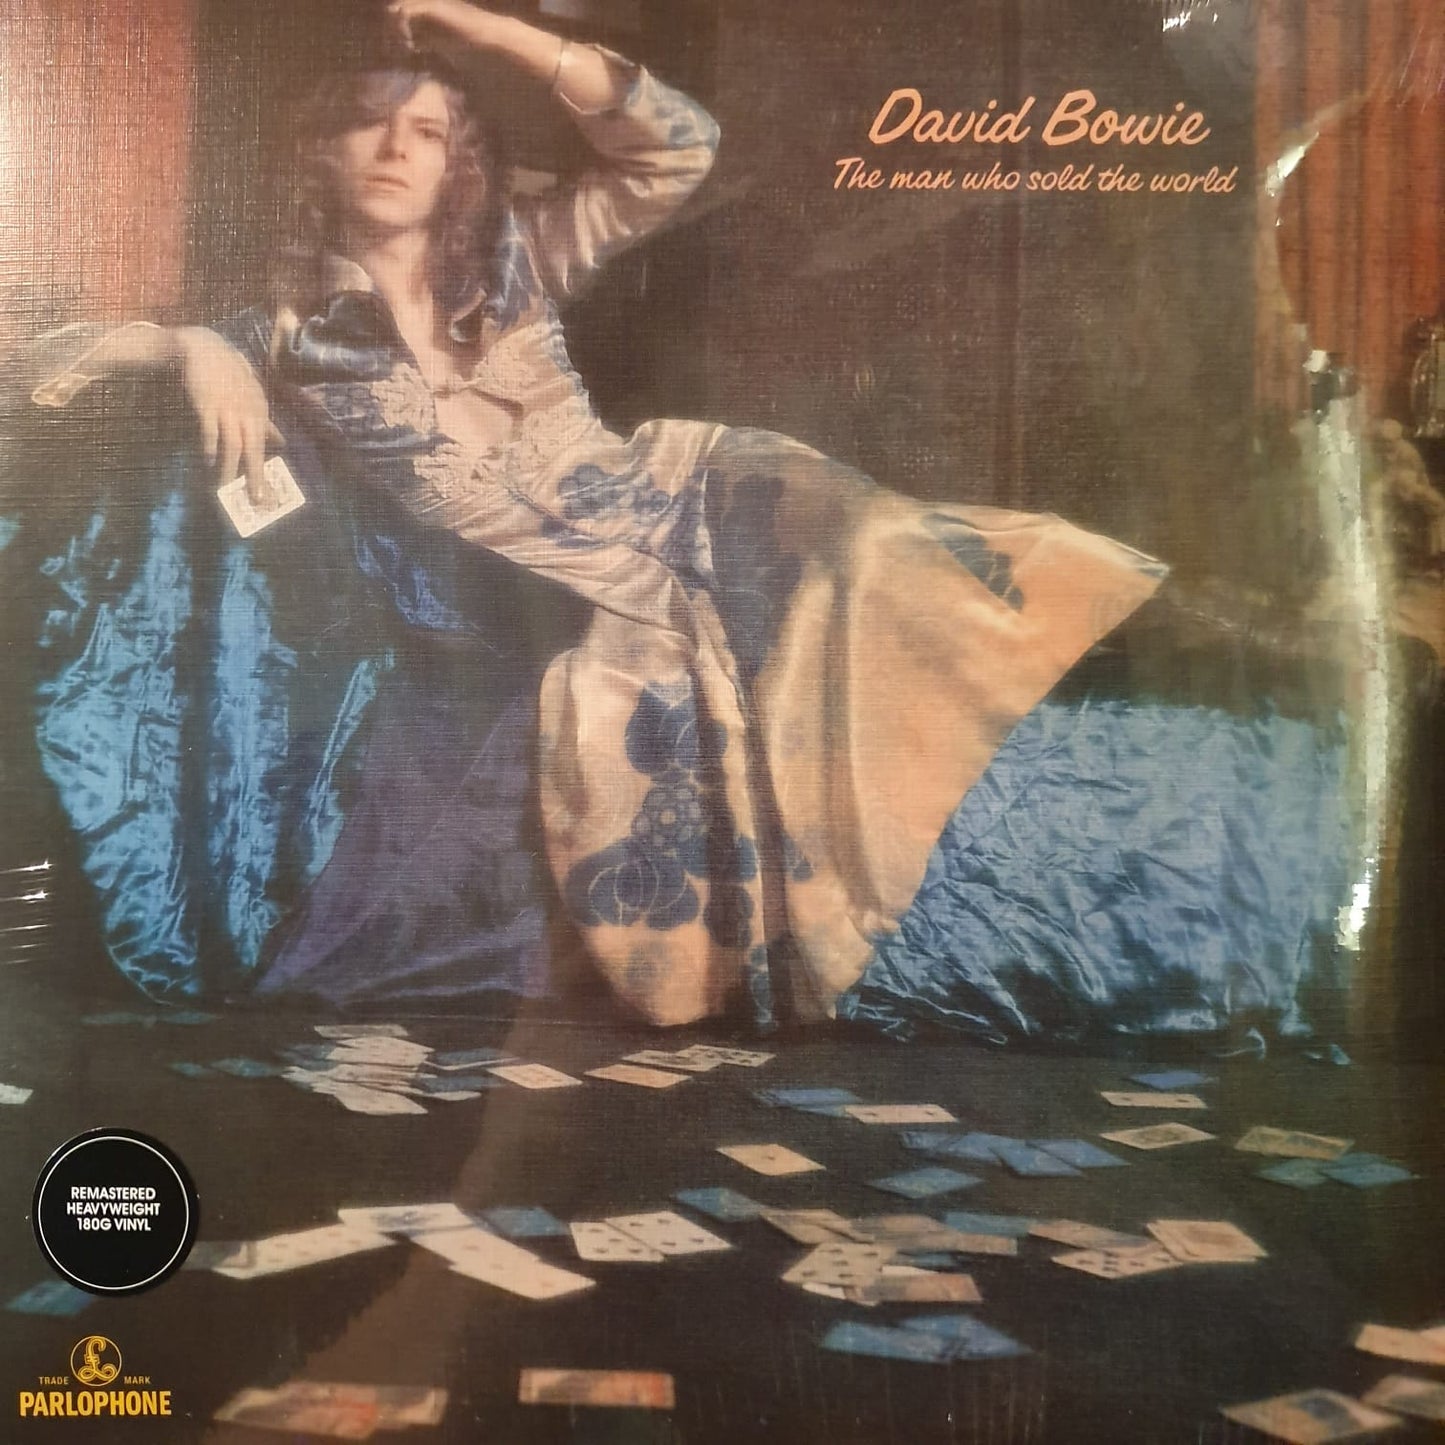 David Bowie
The man who sold the world
REMASTERED
HEAVYWEIGHT
180G VINYL
TRADE MARK
PARLOPHONE